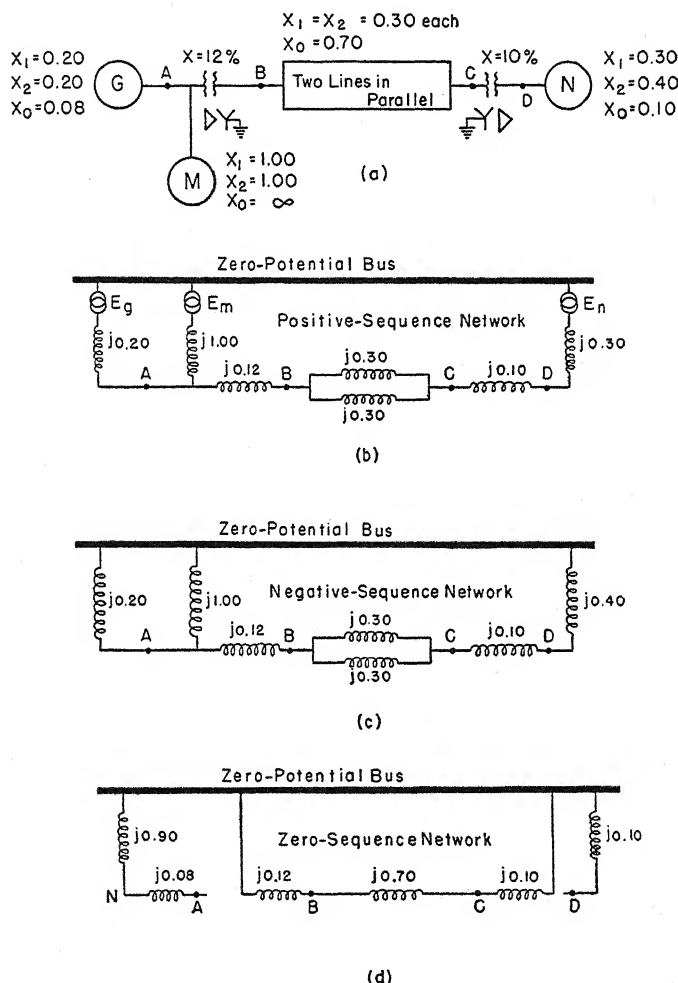 X1 = X2 = 0.30 each
X0 = 0.70
X1 = 0.20
X2 = 0.20
X0 = 0.08
G
A
X = 12%
B
Two Lines in
Parallel
C
X = 10%
D
N
X1 = 0.30
X2 = 0.40
X0 = 0.10
M
X1 = 1.00
X2 = 1.00
X0 = ∞
(a)
Zero-Potential Bus
Eg
Em
En
Positive-Sequence Network
j0.20
j1.00
j0.30
A
j0.12
B
j0.30
j0.30
C
j0.10
D
(b)
Zero-Potential Bus
Negative-Sequence Network
j0.20
j1.00
j0.40
A
j0.12
B
j0.30
j0.30
C
j0.10
D
(c)
Zero-Potential Bus
Zero-Sequence Network
j0.90
j0.10
N
j0.08
A
j0.12
B
j0.70
C
j0.10
D
(d)